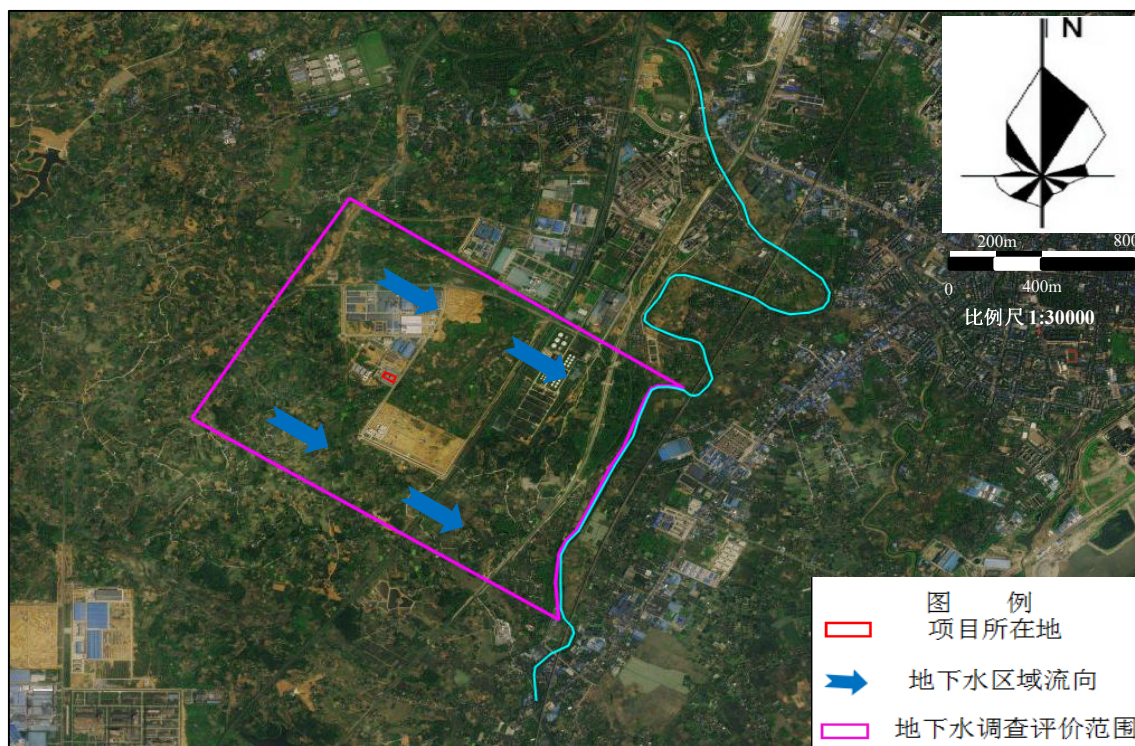 N
200m 800
0 400m
比例尺1:30000
图 例
项目所在地
地下水区域流向
地下水调查评价范围